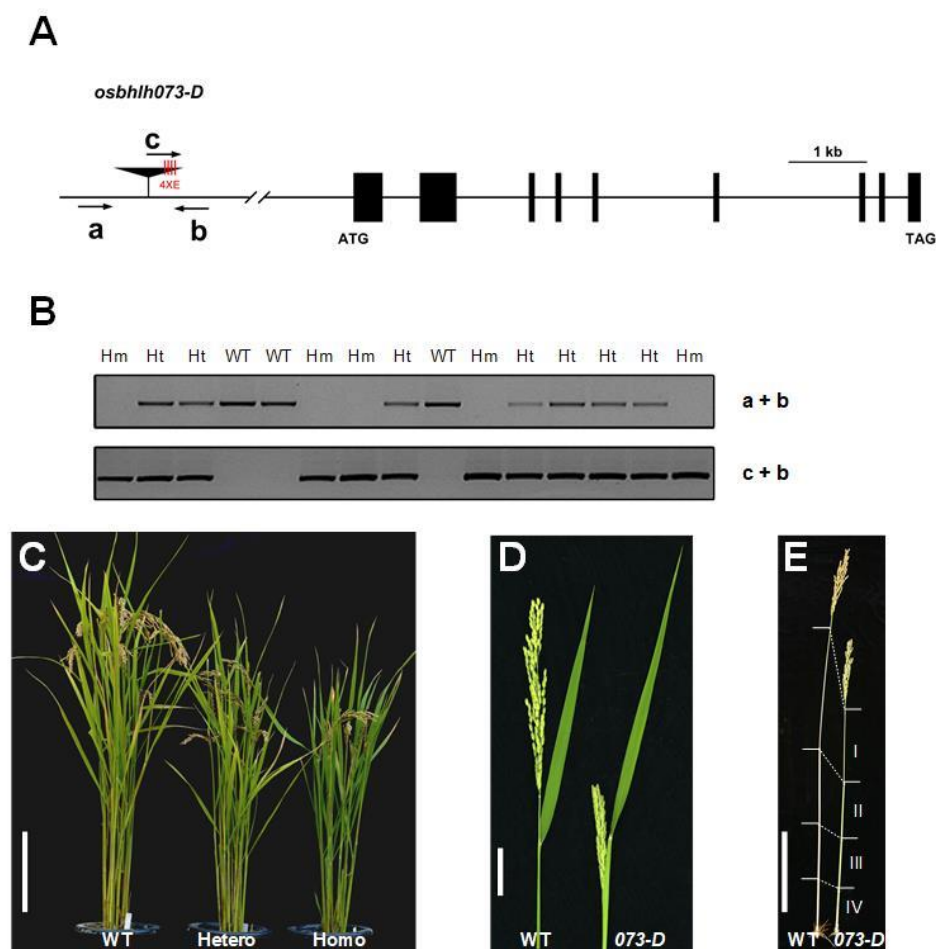 A
osbhlh073-D
c
1 kb
4XE
a
b
ATG
TAG
B
Hm Ht Ht WT WT Hm Hm Ht WT Hm Ht Ht Ht Ht Hm
a + b
c + b
C
WT Hetero Homo
D
WT 073-D
E
I
II
III
IV
WT 073-D